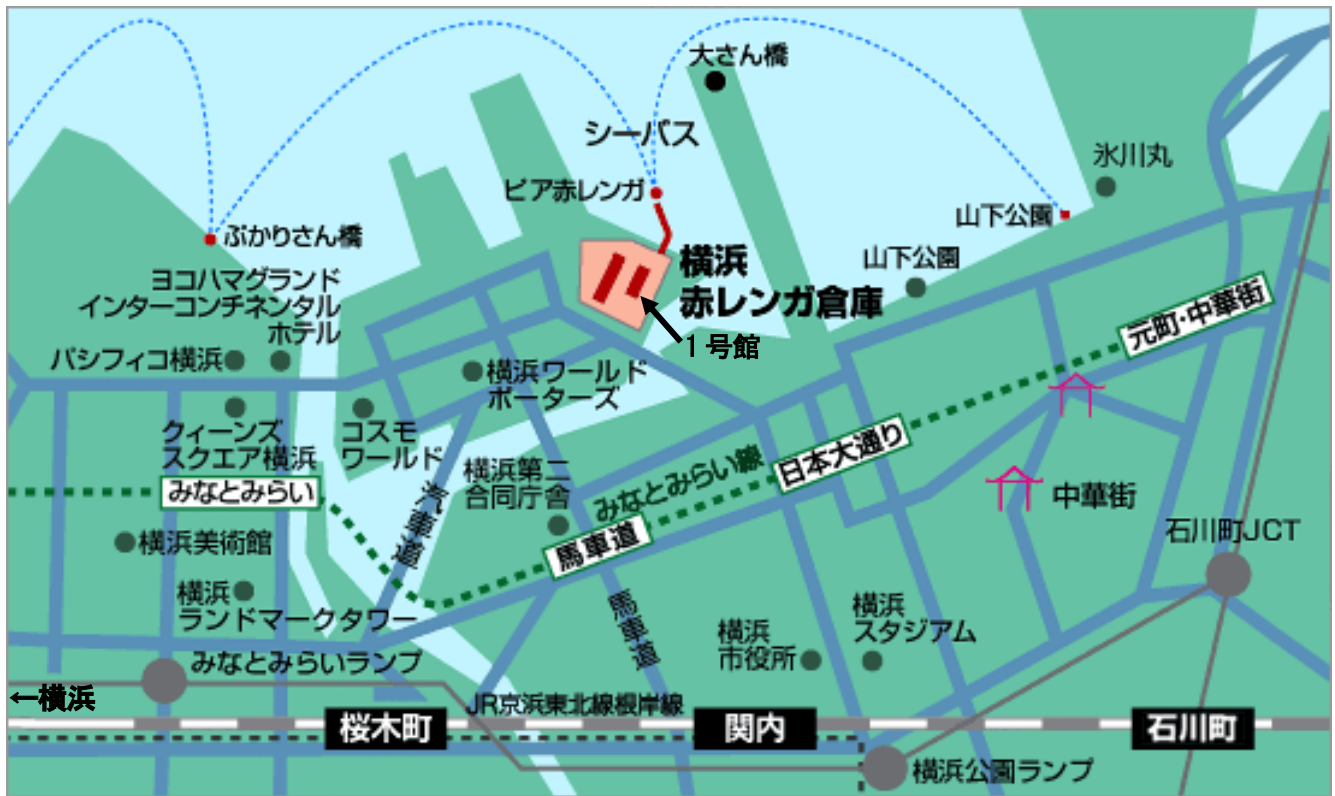 大さん橋
シーバス
氷川丸
ピア赤レンガ
山下公園
ぷかりさん橋
横浜
赤レンガ倉庫
山下公園
ヨコハマグランド
インターコンチネンタル
ホテル
1号館
元町・中華街
パシフィコ横浜
横浜ワールド
ポーターズ
クィーンズ
スクエア横浜
コスモ
ワールド
みなとみらい
汽車道
横浜第二
合同庁舎
みなとみらい線
日本大通り
中華街
馬車道
横浜美術館
石川町JCT
横浜
ランドマークタワー
馬車道
横浜
市役所
横浜
スタジアム
みなとみらいランプ
←横浜
JR京浜東北線根岸線
桜木町
関内
石川町
横浜公園ランプ